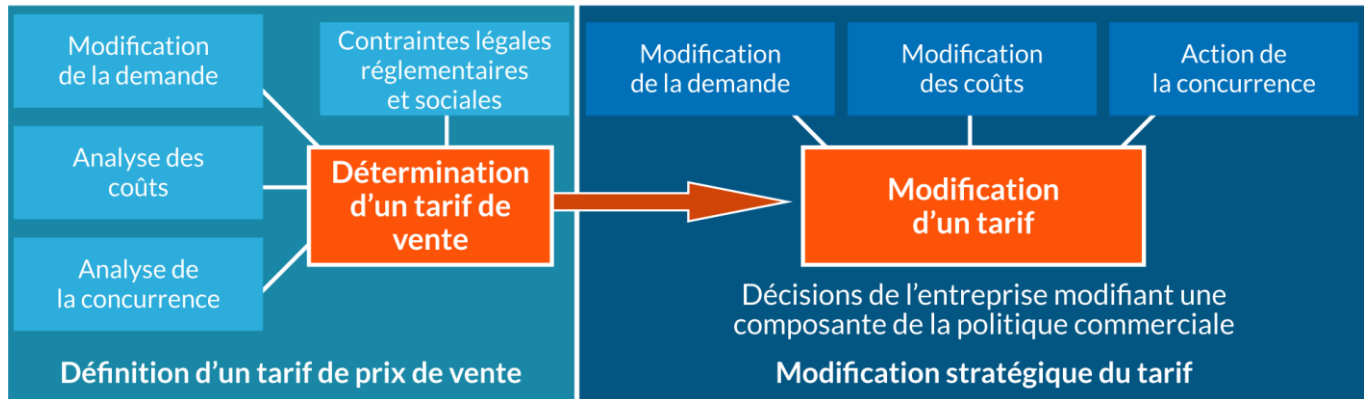 Modification
de la demande
Contraintes légales
réglementaires
et sociales
Analyse des
coûts
Analyse de
la concurrence
Détermination
d’un tarif de
vente
Définition d’un tarif de prix de vente
Modification
de la demande
Modification
des coûts
Action de
la concurrence
Modification
d’un tarif
Décisions de l’entreprise modifiant une
composante de la politique commerciale
Modification stratégique du tarif